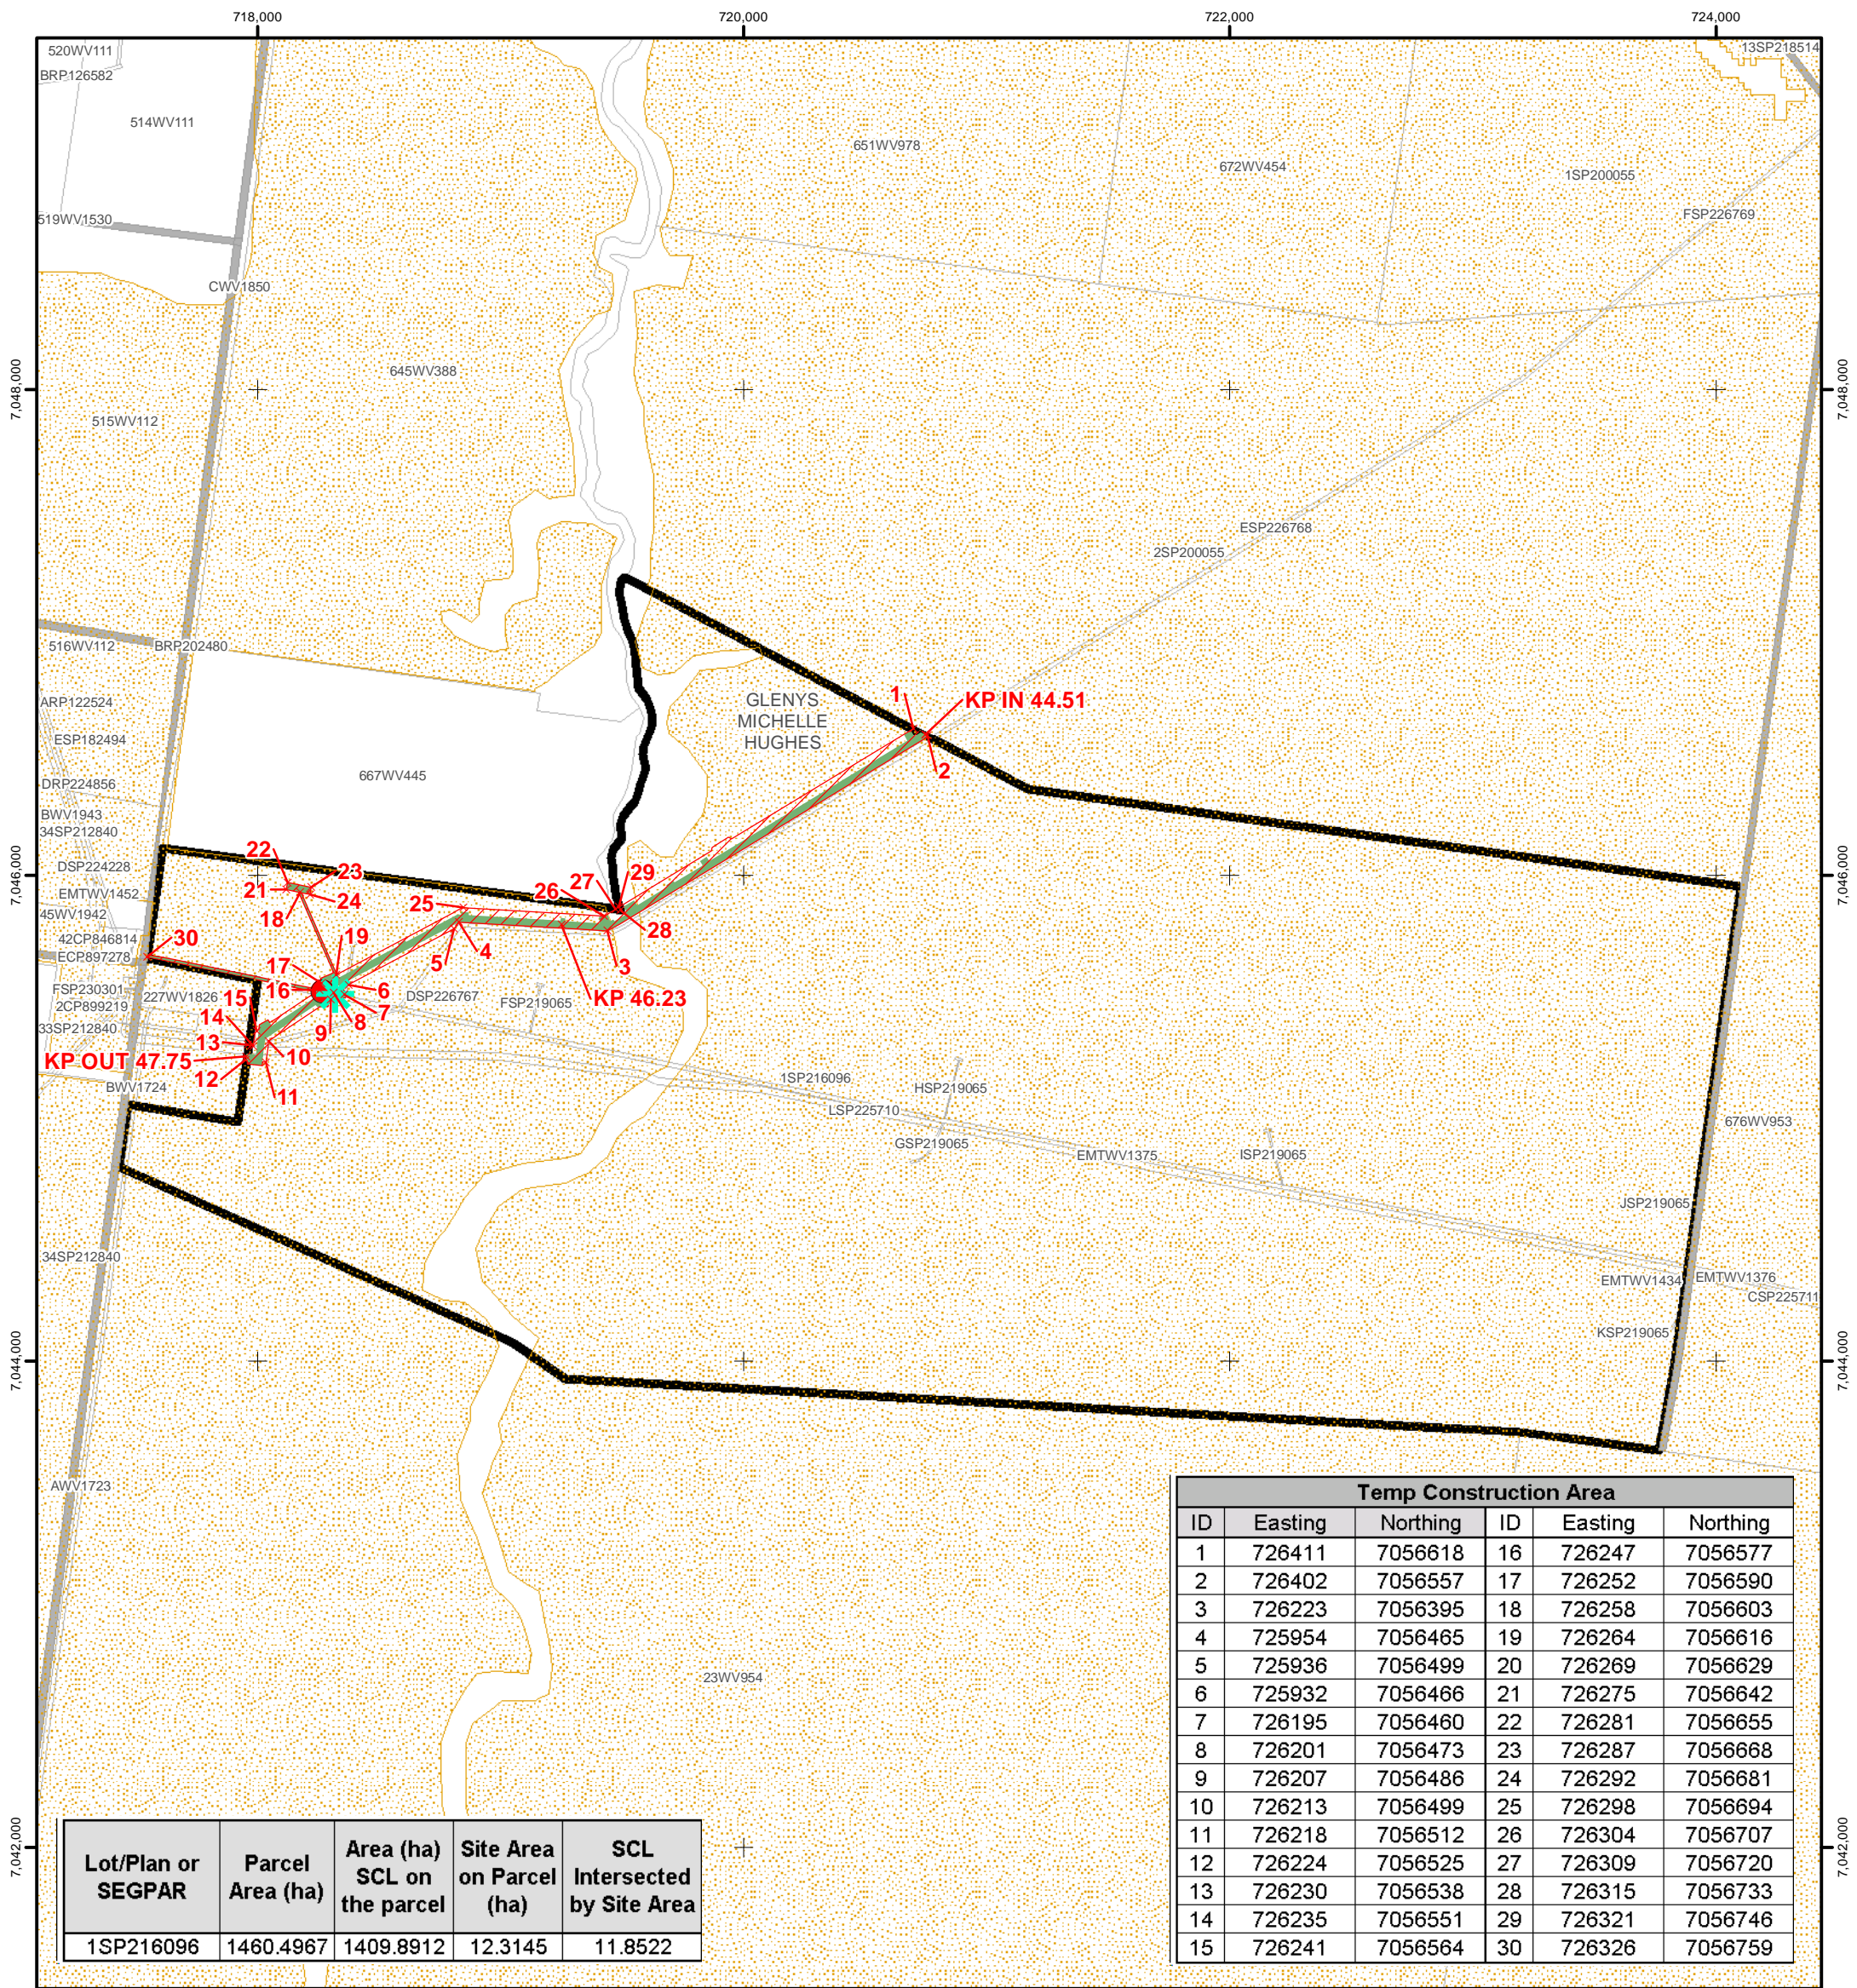 718,000
720,000
722,000
724,000
520WV111
BRP126582
514WV111
519WV1530
CWV1850
13SP218514
651WV978
672WV454
1SP200055
FSP226769
7,048,000
7,048,000
645WV388
515WV112
ESP226768
2SP200055
516WV112
BRP202480
ARP122524
ESP182494
GLENYS
MICHELLE
HUGHES
1
KP IN 44.51
2
667WV445
DRP224856
BWV1943
34SP212840
DSP224228
EMTWV1452
45WV1942
42CP846814
ECP897278
7,046,000
7,046,000
22
23
21
24
18
25
26
27
29
28
30
19
17
16
5
4
3
6
7
8
9
KP 46.23
DSP226767
FSP219065
FSP230301
2CP899219
227WV1826
33SP212840
15
14
13
KP OUT 47.75
12
10
11
BWV1724
1SP216096
HSP219065
LSP225710
GSP219065
EMTWV1375
ISP219065
676WV953
JSP219065
34SP212840
EMTWV1434
EMTWV1376
CSP225711
KSP219065
7,044,000
7,044,000
AWV1723
23WV954
7,042,000
7,042,000
Lot/Plan or SEGPAR Parcel Area (ha) Area (ha) SCL on the parcel Site Area on Parcel (ha) SCL Intersected by Site Area
1SP216096 1460.4967 1409.8912 12.3145 11.8522
Temp Construction Area
ID Easting Northing ID Easting Northing
1 726411 7056618 16 726247 7056577
2 726402 7056557 17 726252 7056590
3 726223 7056395 18 726258 7056603
4 725954 7056465 19 726264 7056616
5 725936 7056499 20 726269 7056629
6 725932 7056466 21 726275 7056642
7 726195 7056460 22 726281 7056655
8 726201 7056473 23 726287 7056668
9 726207 7056486 24 726292 7056681
10 726213 7056499 25 726298 7056694
11 726218 7056512 26 726304 7056707
12 726224 7056525 27 726309 7056720
13 726230 7056538 28 726315 7056733
14 726235 7056551 29 726321 7056746
15 726241 7056564 30 726326 7056759